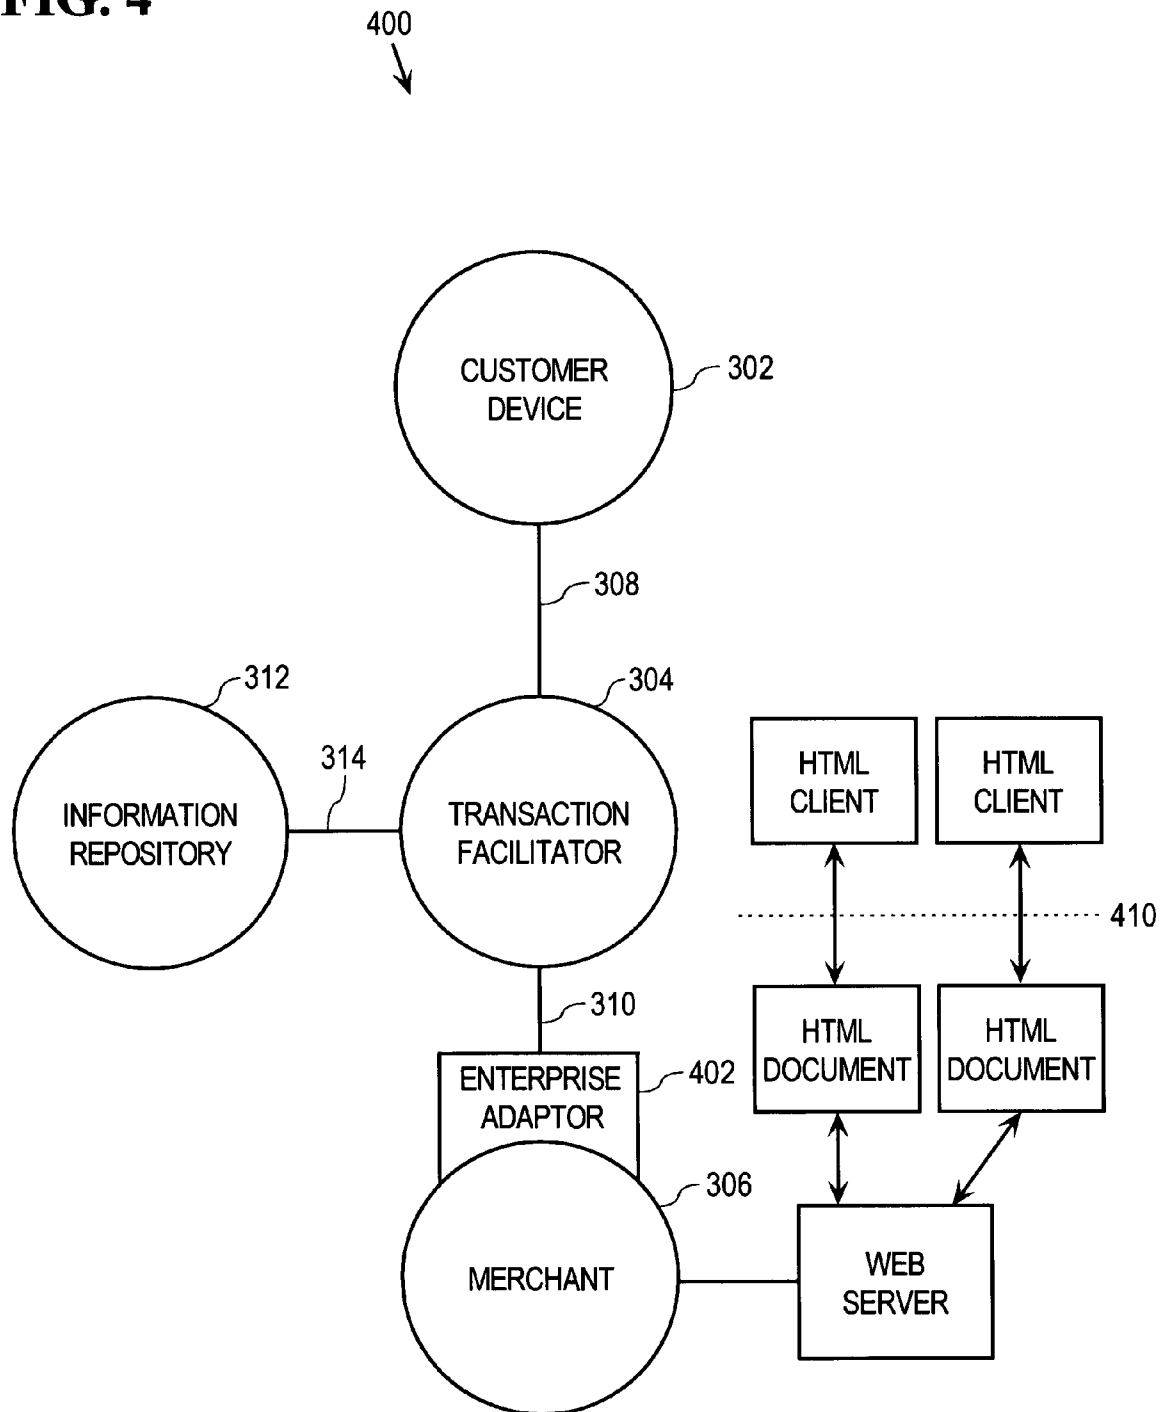 FIG. 4
400
CUSTOMER
DEVICE
302
308
312
304
314
INFORMATION
REPOSITORY
TRANSACTION
FACILITATOR
HTML
CLIENT
HTML
CLIENT
410
310
HTML
DOCUMENT
HTML
DOCUMENT
ENTERPRISE
ADAPTOR
402
306
MERCHANT
WEB
SERVER